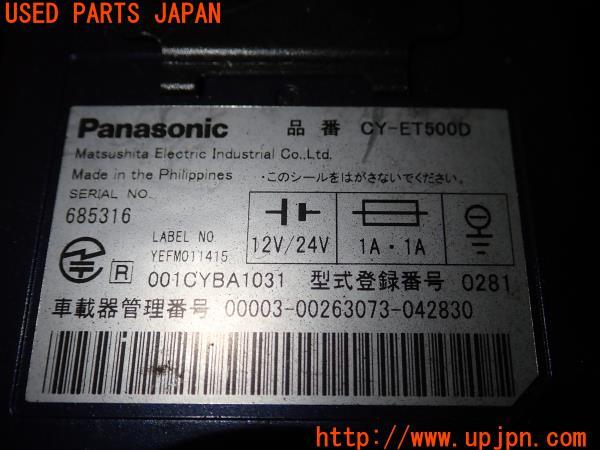 USED PARTS JAPAN
Panasonic 品番 CY-ET500D
Matsushita Electric Industrial Co.,Ltd.
Made in the Philippines ・このシールをはがさないでください。
SERIAL NO.
685316
LABEL NO
YEFM011415
12V/24V 1A・1A
R 001CYBA1031 型式登録番号 0281
車載器管理番号 00003-00263073-042830
http://www.upjpn.com